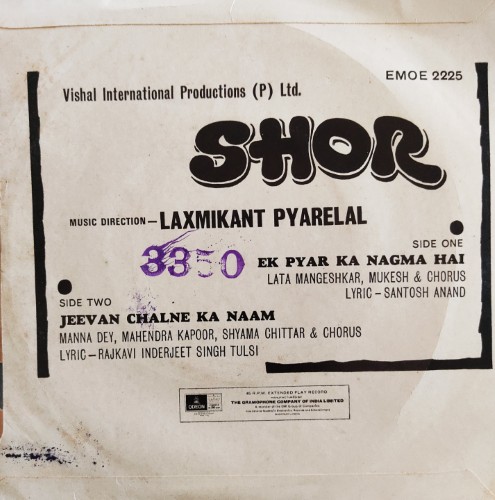 EMOE 2225
Vishal International Productions (P) Ltd.
SHOR
MUSIC DIRECTION – LAXMIKANT PYARELAL
SIDE ONE
3350
EK PYAR KA NAGMA HAI
LATA MANGESHKAR, MUKESH & CHORUS
LYRIC – SANTOSH ANAND
SIDE TWO
JEEVAN CHALNE KA NAAM
MANNA DEY, MAHENDRA KAPOOR, SHYAMA CHITTAR & CHORUS
LYRIC – RAJKAVI INDERJEET SINGH TULSI
45 R.P.M. EXTENDED PLAY RECORD
THE GRAMOPHONE COMPANY OF INDIA LIMITED
ODEON